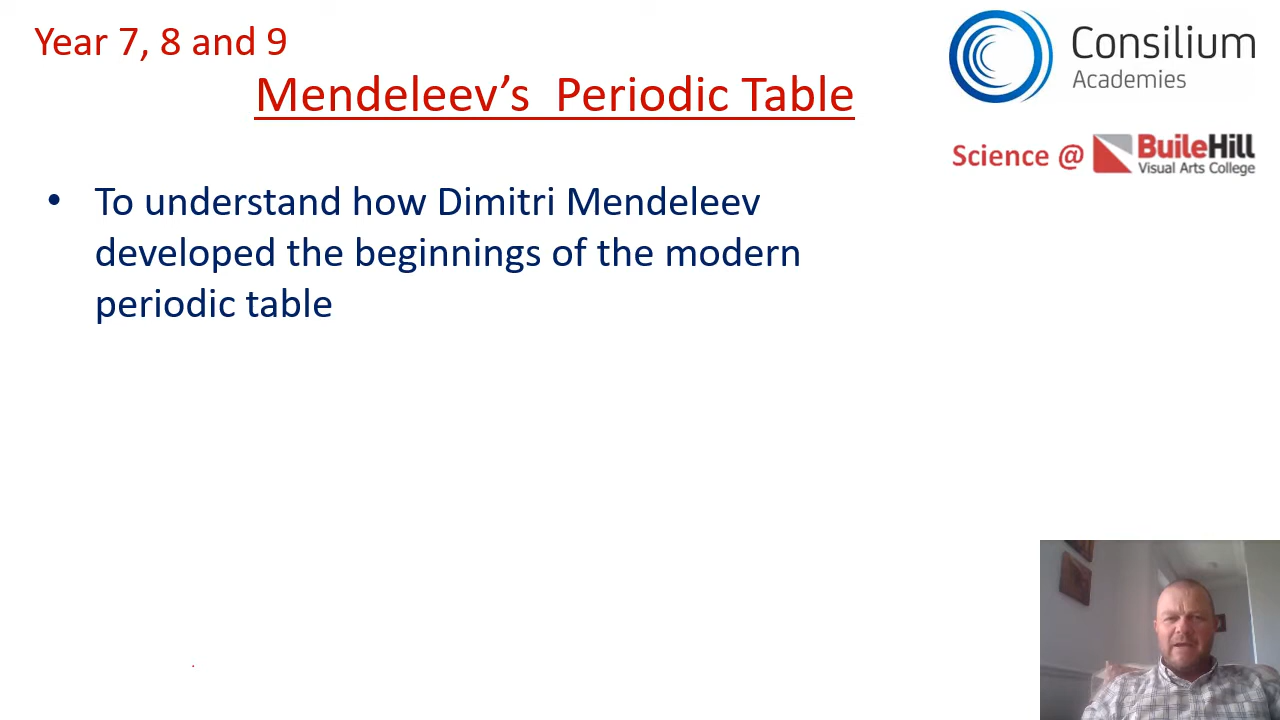 Year 7, 8 and 9
Mendeleev’s Periodic Table
Consilium
Academies
Science @ BuileHill
Visual Arts College
• To understand how Dimitri Mendeleev
developed the beginnings of the modern
periodic table